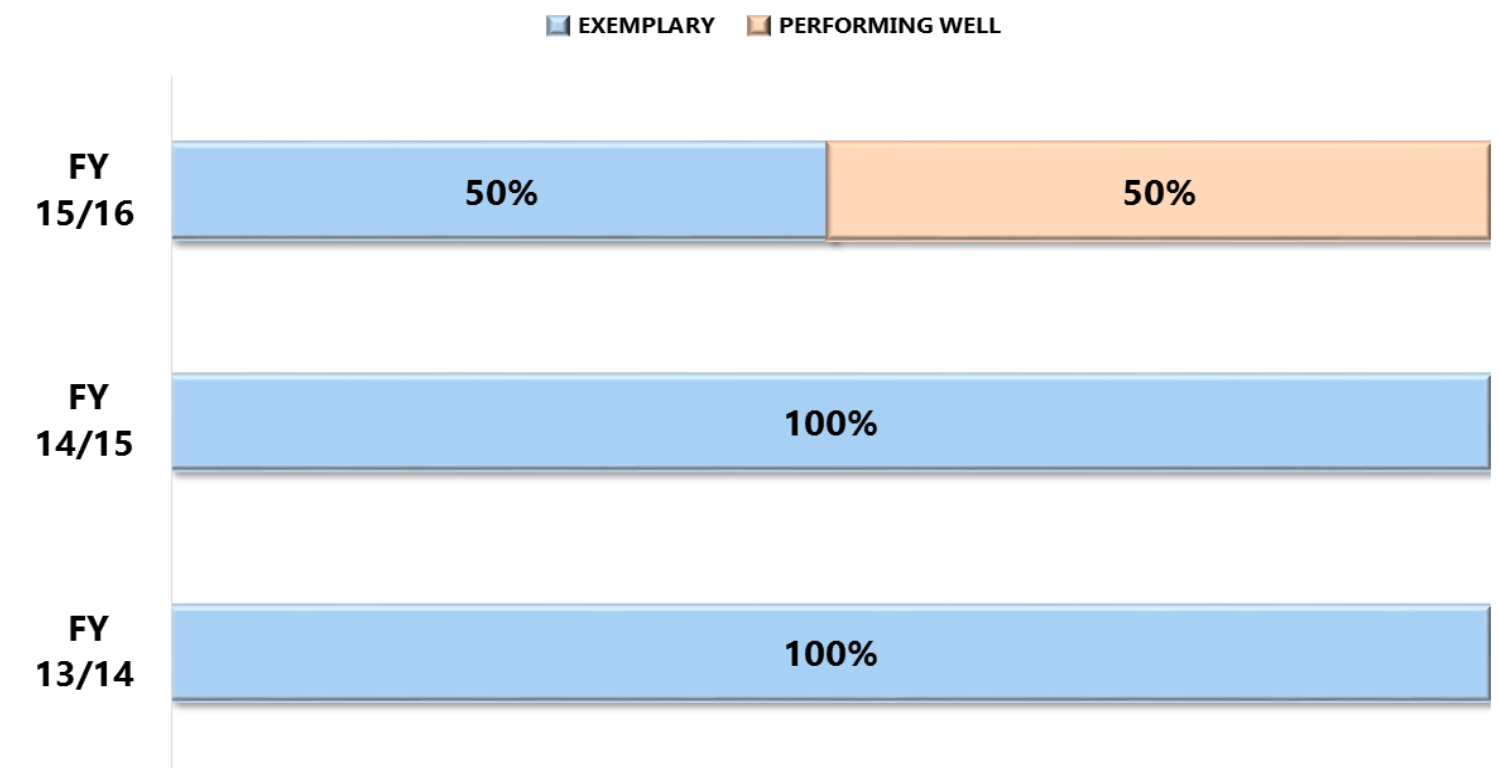 EXEMPLARY PERFORMING WELL
FY
15/16
50% 50%
FY
14/15
100%
FY
13/14
100%